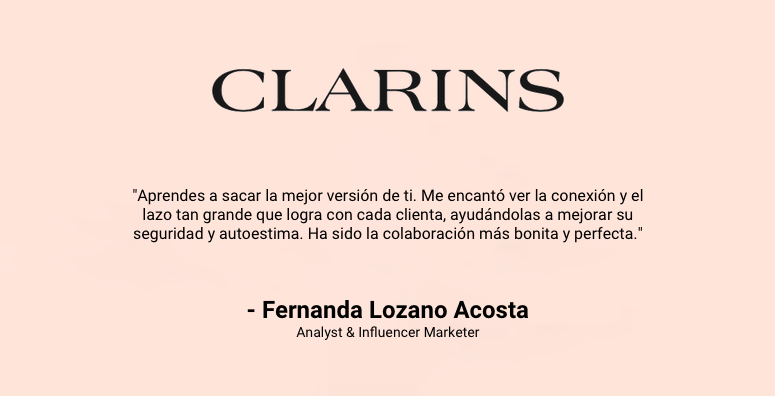 CLARINS
"Aprendes a sacar la mejor versión de ti. Me encantó ver la conexión y el
lazo tan grande que logra con cada clienta, ayudándolas a mejorar su
seguridad y autoestima. Ha sido la colaboración más bonita y perfecta."
- Fernanda Lozano Acosta
Analyst & Influencer Marketer